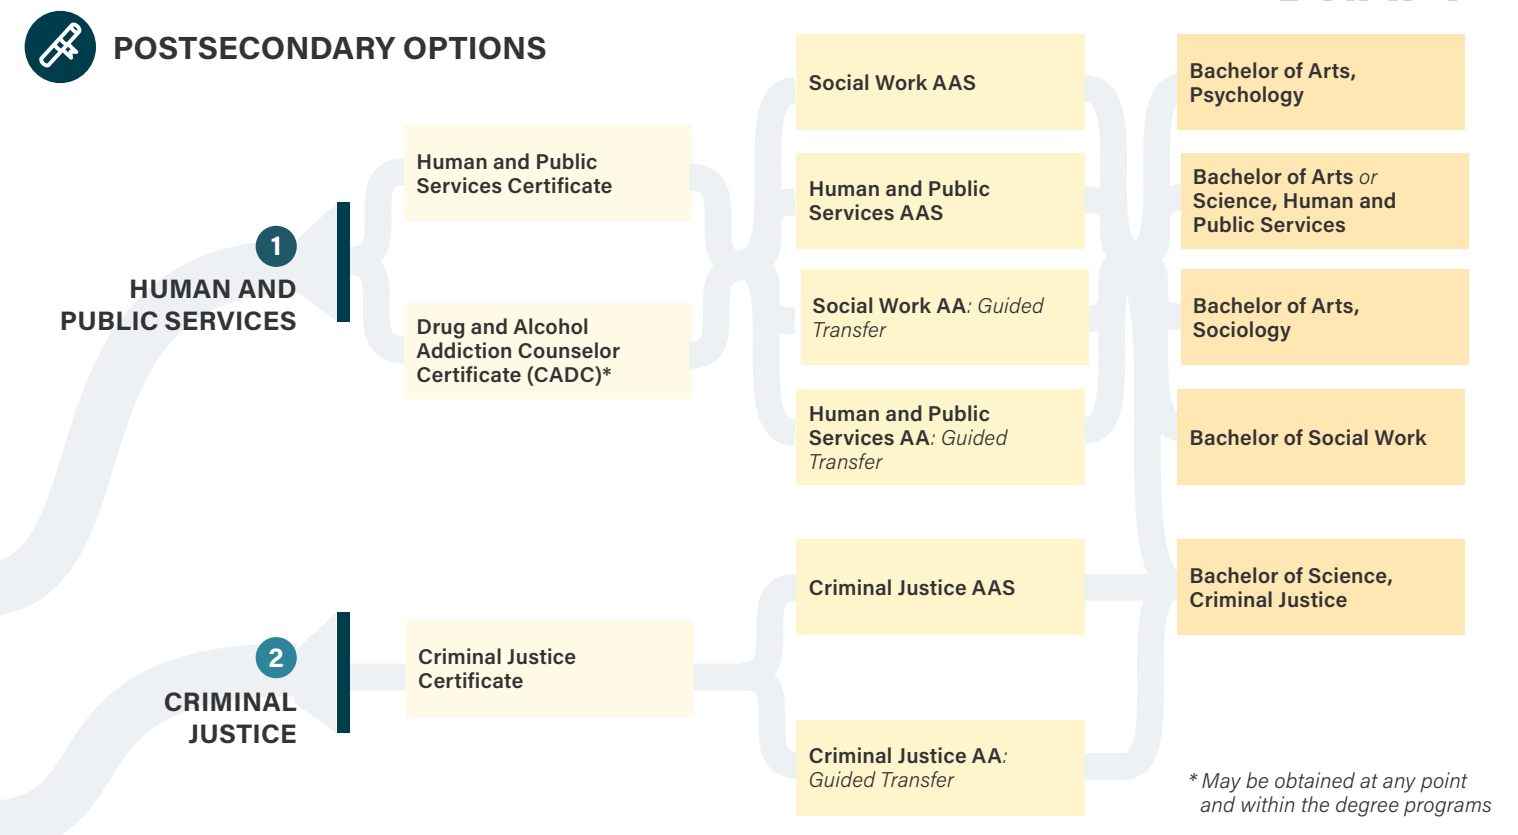 POSTSECONDARY OPTIONS
1
HUMAN AND
PUBLIC SERVICES
Human and Public
Services Certificate
Drug and Alcohol
Addiction Counselor
Certificate (CADC)*
Social Work AAS
Human and Public
Services AAS
Social Work AA: Guided
Transfer
Human and Public
Services AA: Guided
Transfer
Bachelor of Arts,
Psychology
Bachelor of Arts or
Science, Human and
Public Services
Bachelor of Arts,
Sociology
Bachelor of Social Work
2
CRIMINAL
JUSTICE
Criminal Justice
Certificate
Criminal Justice AAS
Criminal Justice AA:
Guided Transfer
Bachelor of Science,
Criminal Justice
* May be obtained at any point
and within the degree programs